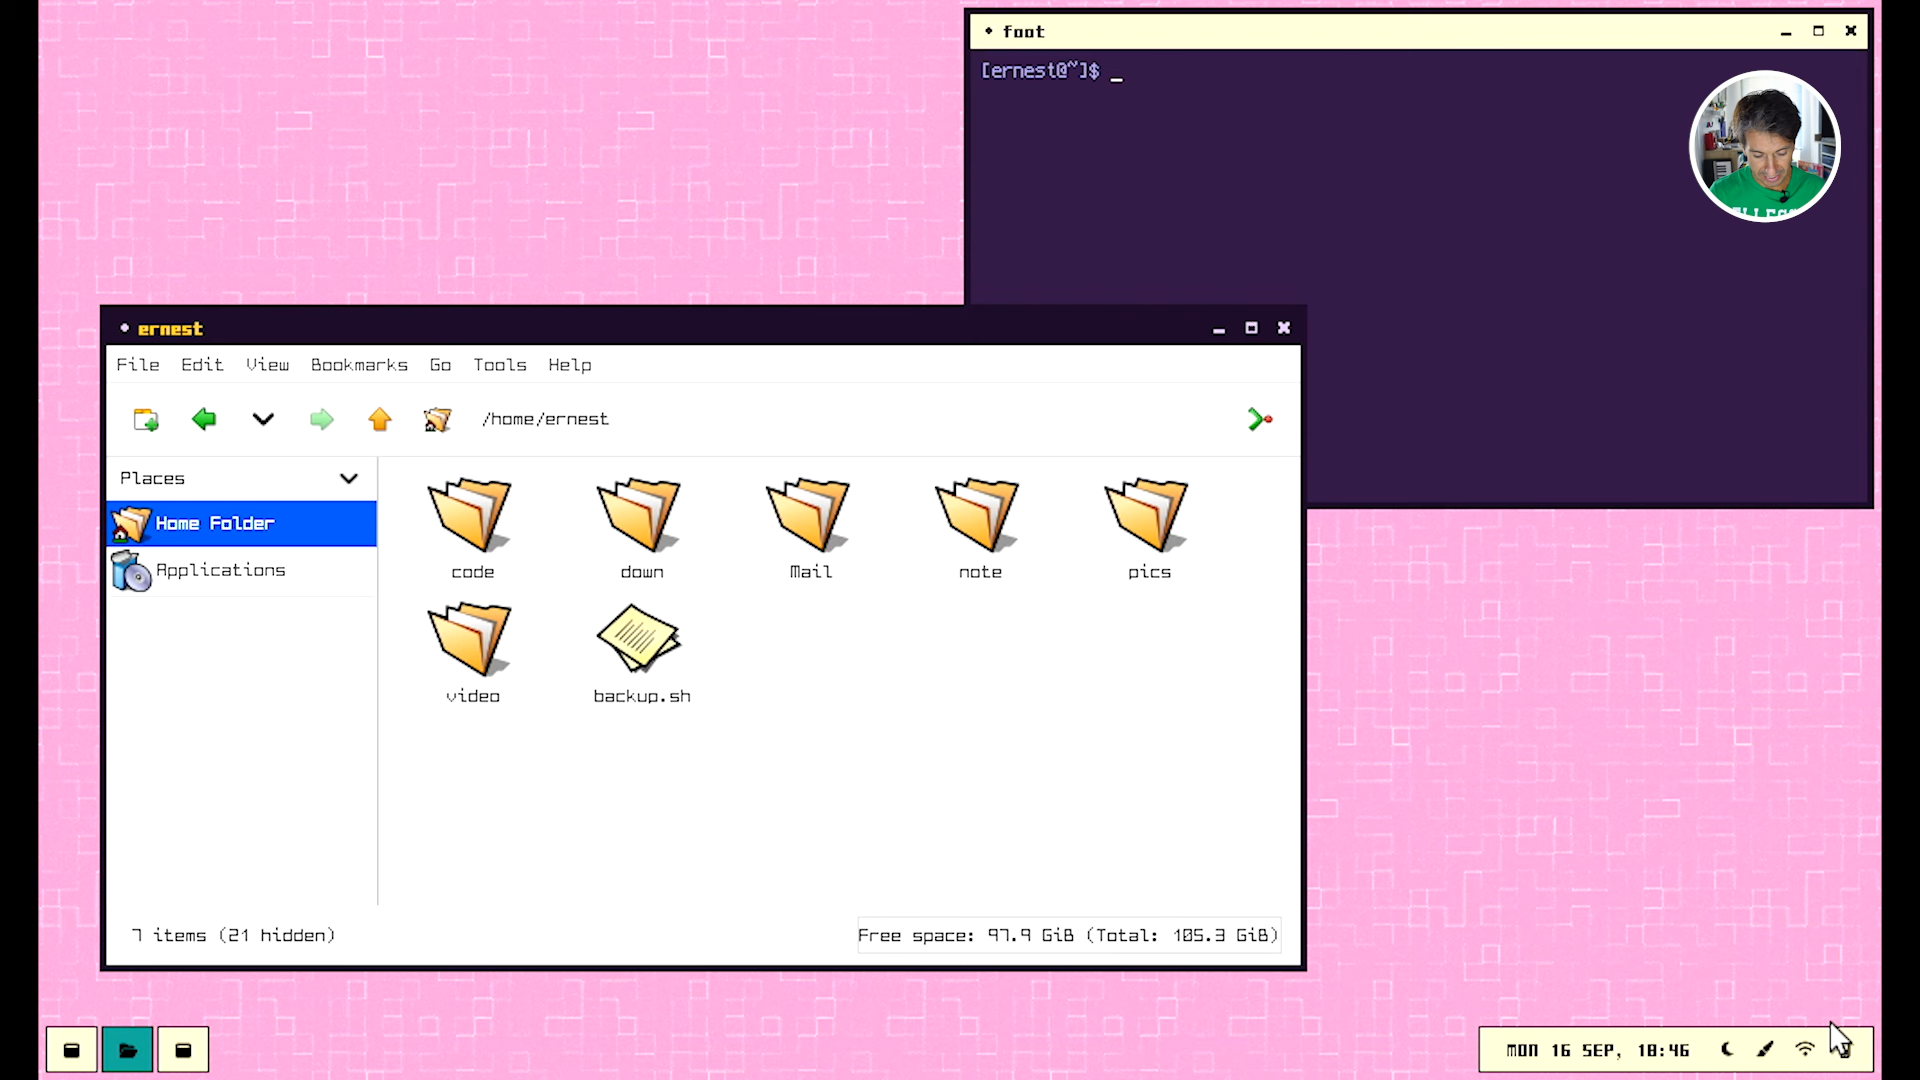 foot
[ernest@~]$ _
ernest
File Edit View Bookmarks Go Tools Help
/home/ernest
Places
Home Folder
Applications
code down Mail note pics
video backup.sh
7 items (21 hidden)
Free space: 97.9 GiB (Total: 105.3 GiB)
MON 16 SEP, 18:46